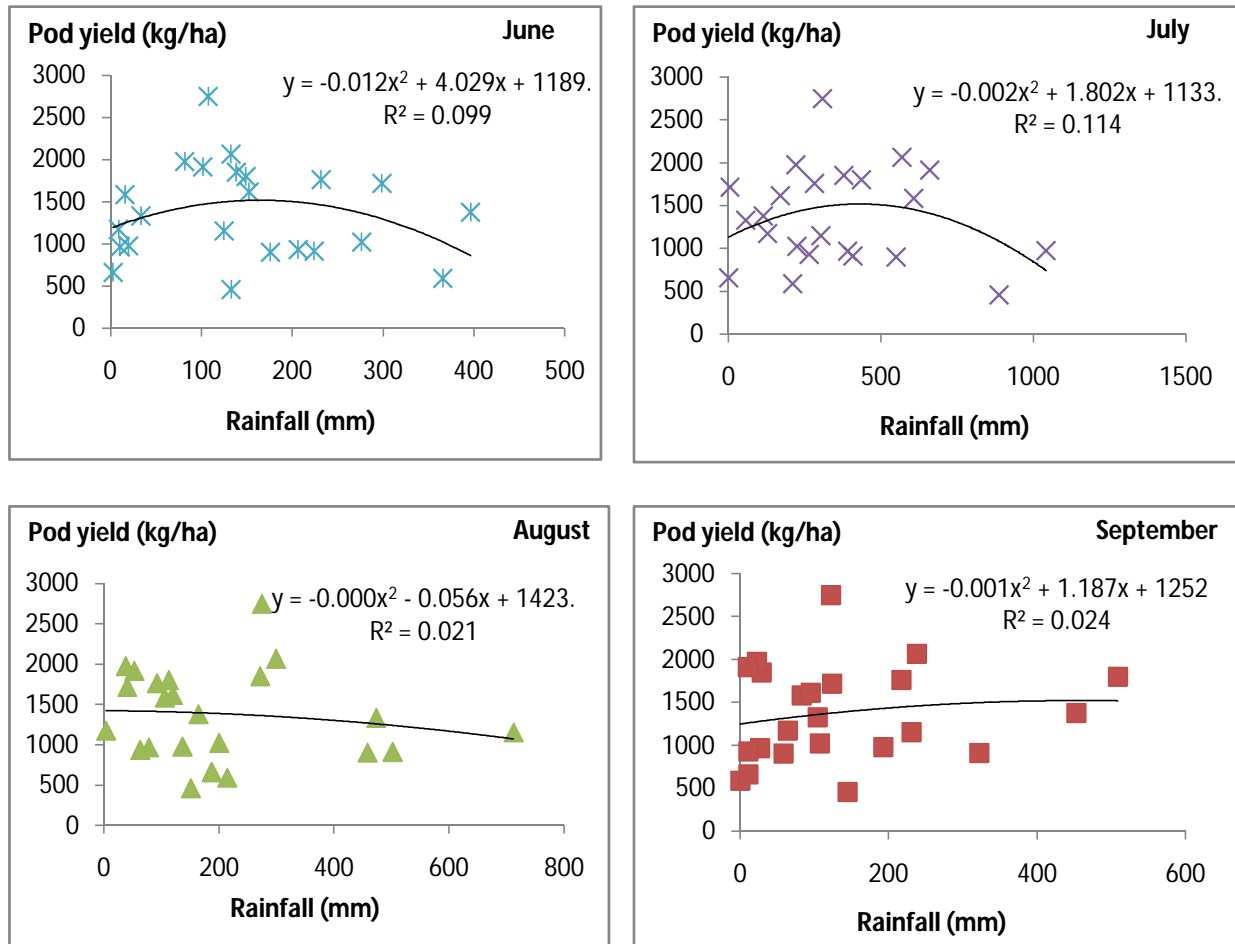 Pod yield (kg/ha) June
y = -0.012x² + 4.029x + 1189.
R² = 0.099
3000
2500
2000
1500
1000
500
0
0 100 200 300 400 500
Rainfall (mm)
Pod yield (kg/ha) July
y = -0.002x² + 1.802x + 1133.
R² = 0.114
3000
2500
2000
1500
1000
500
0
0 500 1000 1500
Rainfall (mm)
Pod yield (kg/ha) August
y = -0.000x² - 0.056x + 1423.
R² = 0.021
3000
2500
2000
1500
1000
500
0
0 200 400 600 800
Rainfall (mm)
Pod yield (kg/ha) September
y = -0.001x² + 1.187x + 1252
R² = 0.024
3000
2500
2000
1500
1000
500
0
0 200 400 600
Rainfall (mm)